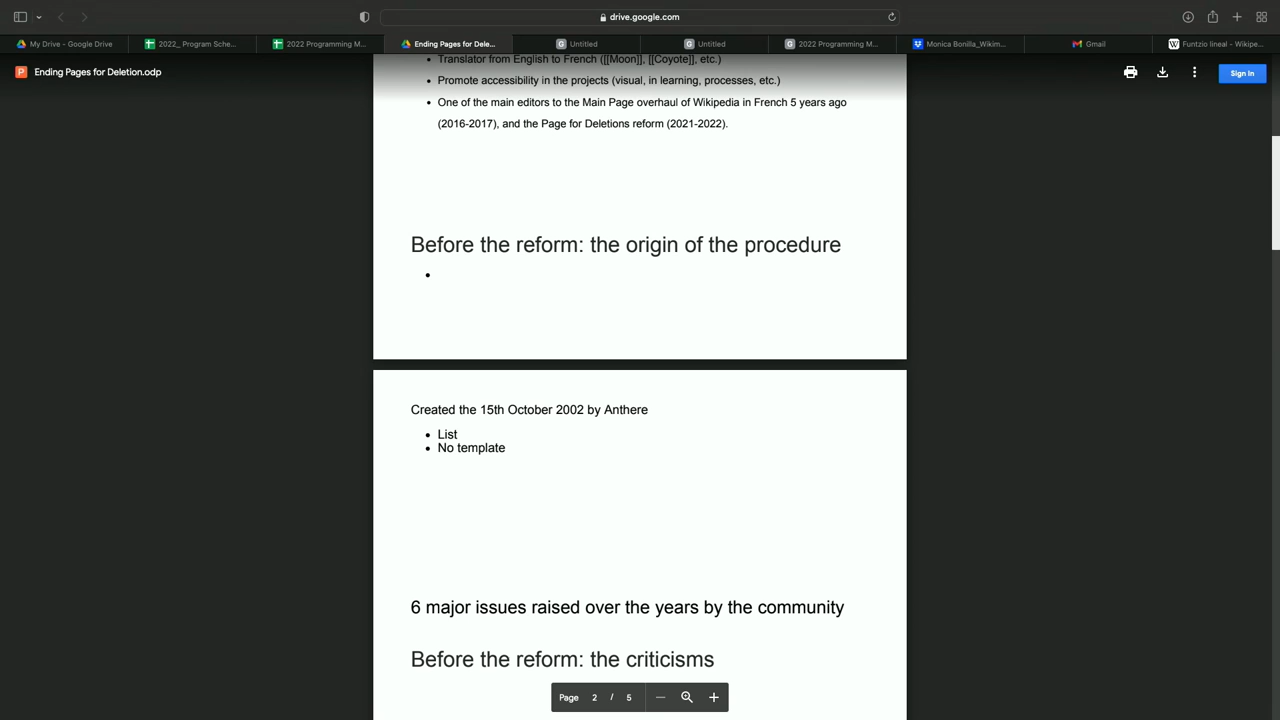 drive.google.com
My Drive - Google Drive
2022_ Program Sche...
2022 Programming M...
Ending Pages for Dele...
Untitled
Untitled
2022 Programming M...
Monica Bonilla_Wikim...
Gmail
Funtzio lineal - Wikipe...
Ending Pages for Deletion.odp
Sign in
• Translator from English to French ([[Moon]], [[Coyote]], etc.)
• Promote accessibility in the projects (visual, in learning, processes, etc.)
• One of the main editors to the Main Page overhaul of Wikipedia in French 5 years ago
(2016-2017), and the Page for Deletions reform (2021-2022).
Before the reform: the origin of the procedure
•
Created the 15th October 2002 by Anthere
• List
• No template
6 major issues raised over the years by the community
Before the reform: the criticisms
Page 2 / 5